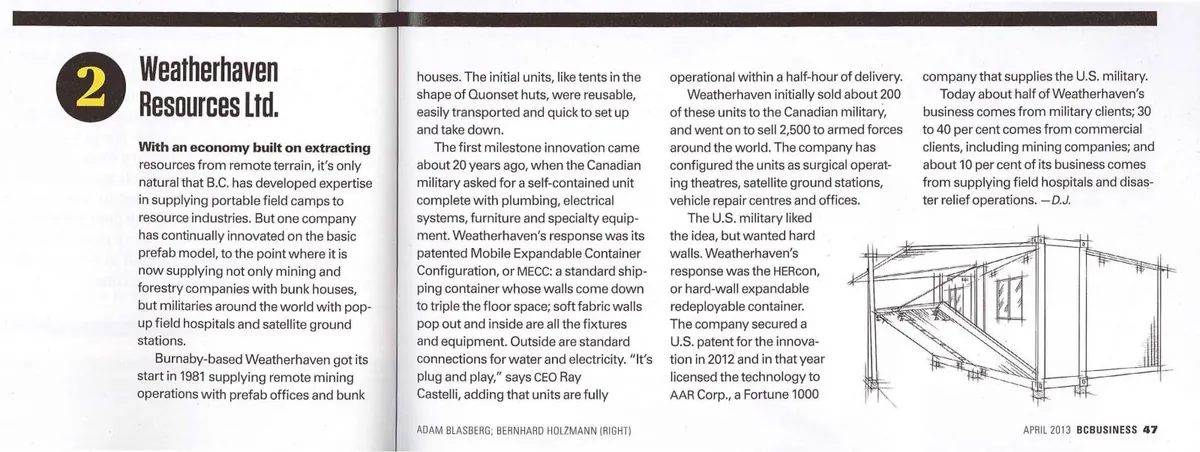 2
Weatherhaven
Resources Ltd.
With an economy built on extracting
resources from remote terrain, it's only
natural that B.C. has developed expertise
in supplying portable field camps to
resource industries. But one company
has continually innovated on the basic
prefab model, to the point where it is
now supplying not only mining and
forestry companies with bunk houses,
but militaries around the world with pop-
up field hospitals and satellite ground
stations.
Burnaby-based Weatherhaven got its
start in 1981 supplying remote mining
operations with prefab offices and bunk
houses. The initial units, like tents in the
shape of Quonset huts, were reusable,
easily transported and quick to set up
and take down.
The first milestone innovation came
about 20 years ago, when the Canadian
military asked for a self-contained unit
complete with plumbing, electrical
systems, furniture and specialty equip-
ment. Weatherhaven's response was its
patented Mobile Expandable Container
Configuration, or MECC: a standard ship-
ping container whose walls come down
to triple the floor space; soft fabric walls
pop out and inside are all the fixtures
and equipment. Outside are standard
connections for water and electricity. "It's
plug and play," says CEO Ray
Castelli, adding that units are fully
operational within a half-hour of delivery.
Weatherhaven initially sold about 200
of these units to the Canadian military,
and went on to sell 2,500 to armed forces
around the world. The company has
configured the units as surgical operat-
ing theatres, satellite ground stations,
vehicle repair centres and offices.
The U.S. military liked
the idea, but wanted hard
walls. Weatherhaven's
response was the HERcon,
or hard-wall expandable
redeployable container.
The company secured a
U.S. patent for the innova-
tion in 2012 and in that year
licensed the technology to
AAR Corp., a Fortune 1000
company that supplies the U.S. military.
Today about half of Weatherhaven's
business comes from military clients; 30
to 40 per cent comes from commercial
clients, including mining companies; and
about 10 per cent of its business comes
from supplying field hospitals and disas-
ter relief operations. —D.J.
ADAM BLASBERG; BERNHARD HOLZMANN (RIGHT)
APRIL 2013 BCBUSINESS 47